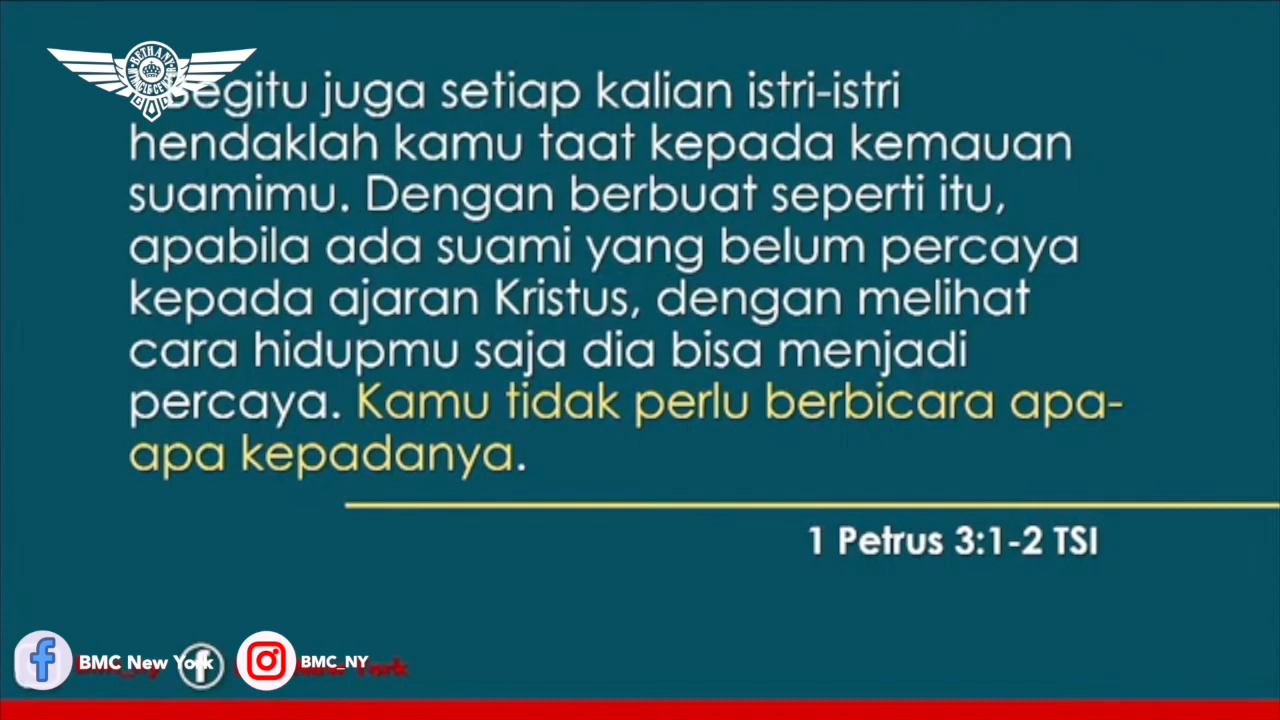 Begitu juga setiap kalian istri-istri
hendaklah kamu taat kepada kemauan
suamimu. Dengan berbuat seperti itu,
apabila ada suami yang belum percaya
kepada ajaran Kristus, dengan melihat
cara hidupmu saja dia bisa menjadi
percaya. Kamu tidak perlu berbicara apa-
apa kepadanya.
1 Petrus 3:1-2 TSI
BMC New York
BMC_NY